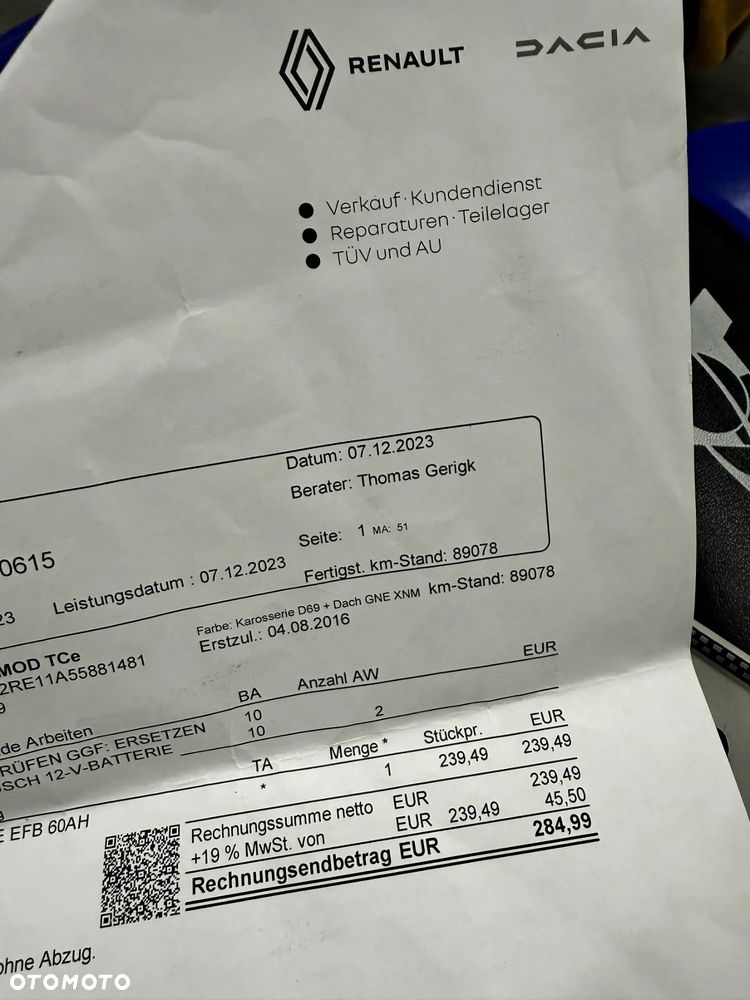 RENAULT DACIA
Verkauf · Kundendienst
Reparaturen · Teilelager
TÜV und AU
Datum: 07.12.2023
Berater: Thomas Gerigk
0615
Seite: 1 MA: 51
23 Leistungsdatum : 07.12.2023 Fertigst. km-Stand: 89078
Farbe: Karosserie D69 + Dach GNE XNM km-Stand: 89078
MOD TCe Erstzul.: 04.08.2016
2RE11A55881481
9
BA Anzahl AW EUR
de Arbeiten 10
RÜFEN GGF: ERSETZEN 10 2
SCH 12-V-BATTERIE
TA Menge * Stückpr. EUR
* 1 239,49 239,49
E EFB 60AH
Rechnungssumme netto EUR 239,49
+19 % MwSt. von EUR 239,49 45,50
Rechnungsendbetrag EUR 284,99
ohne Abzug.
OTOMOTO